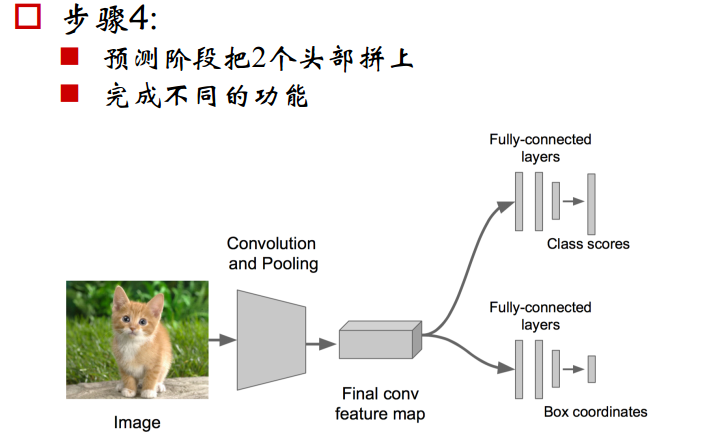 步骤4:
预测阶段把2个头部拼上
完成不同的功能
Fully-connected
layers
Class scores
Convolution
and Pooling
Fully-connected
layers
Box coordinates
Final conv
feature map
Image